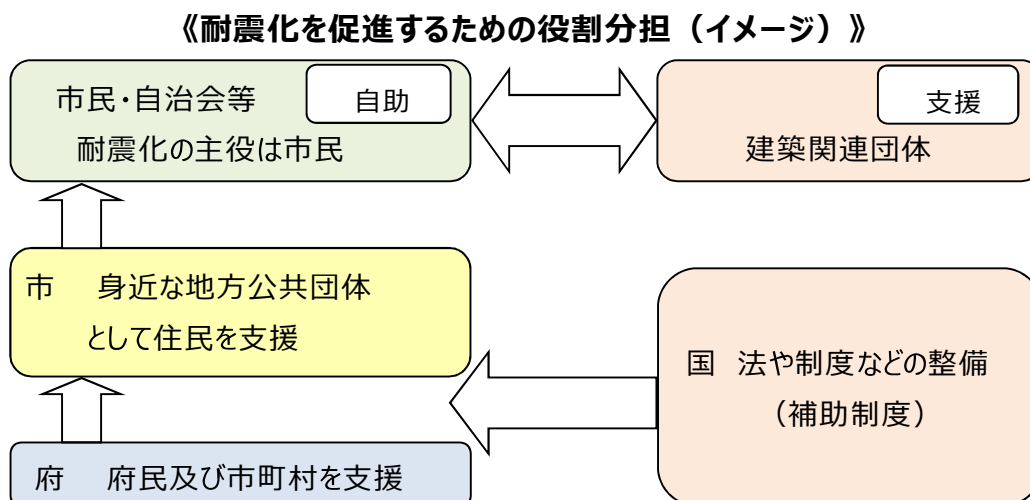 《耐震化を促進するための役割分担（イメージ）》
市民・自治会等
自助
耐震化の主役は市民
支援
建築関連団体
市　身近な地方公共団体
として住民を支援
国　法や制度などの整備
（補助制度）
府　府民及び市町村を支援